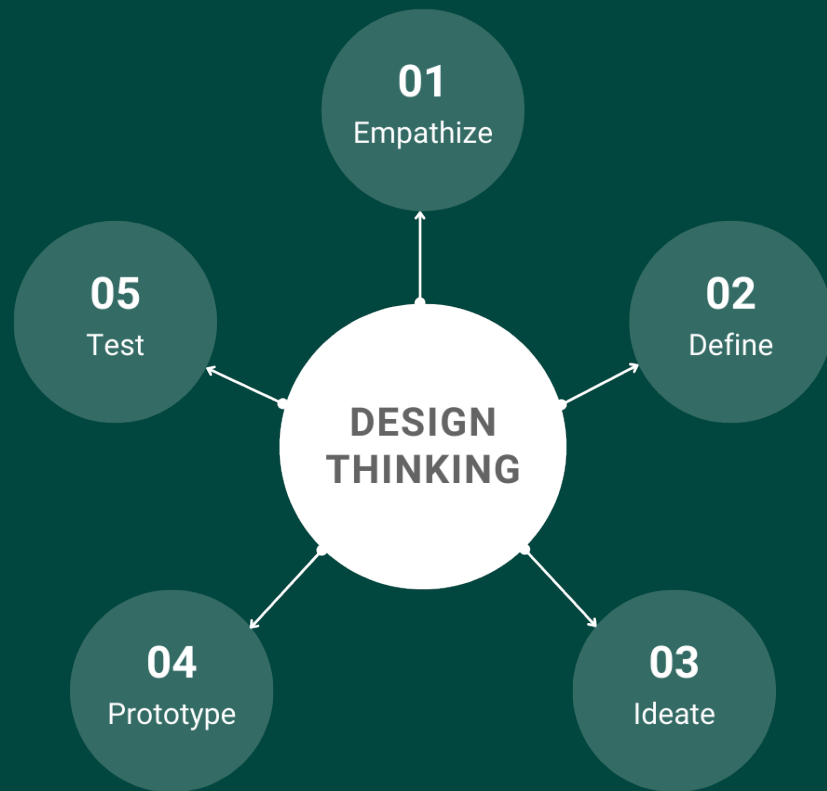 01
Empathize
02
Define
03
Ideate
04
Prototype
05
Test
DESIGN
THINKING